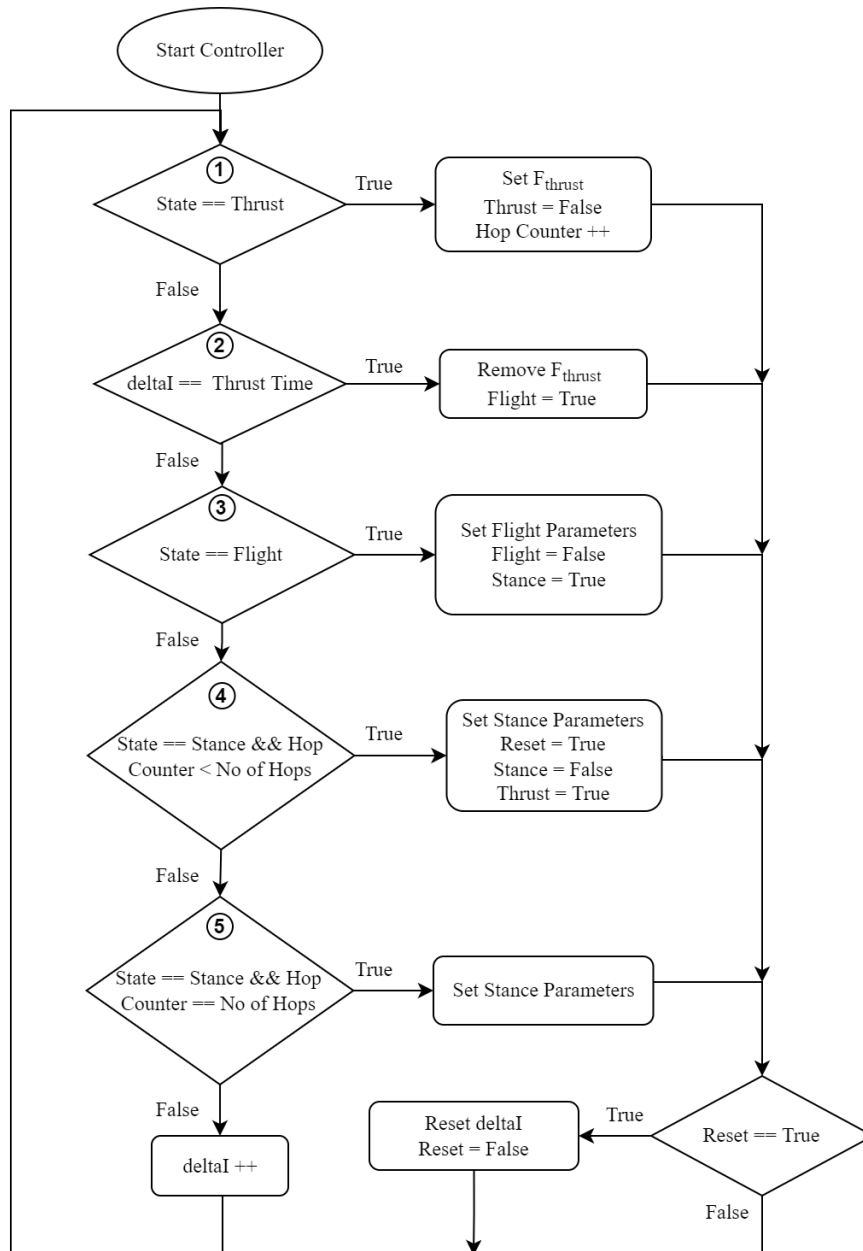 Start Controller
1
State == Thrust
True
Set F_thrust
Thrust = False
Hop Counter ++
False
2
deltaI == Thrust Time
True
Remove F_thrust
Flight = True
False
3
State == Flight
True
Set Flight Parameters
Flight = False
Stance = True
False
4
State == Stance && Hop
Counter < No of Hops
True
Set Stance Parameters
Reset = True
Stance = False
Thrust = True
False
5
State == Stance && Hop
Counter == No of Hops
True
Set Stance Parameters
False
deltaI ++
Reset == True
True
Reset deltaI
Reset = False
False